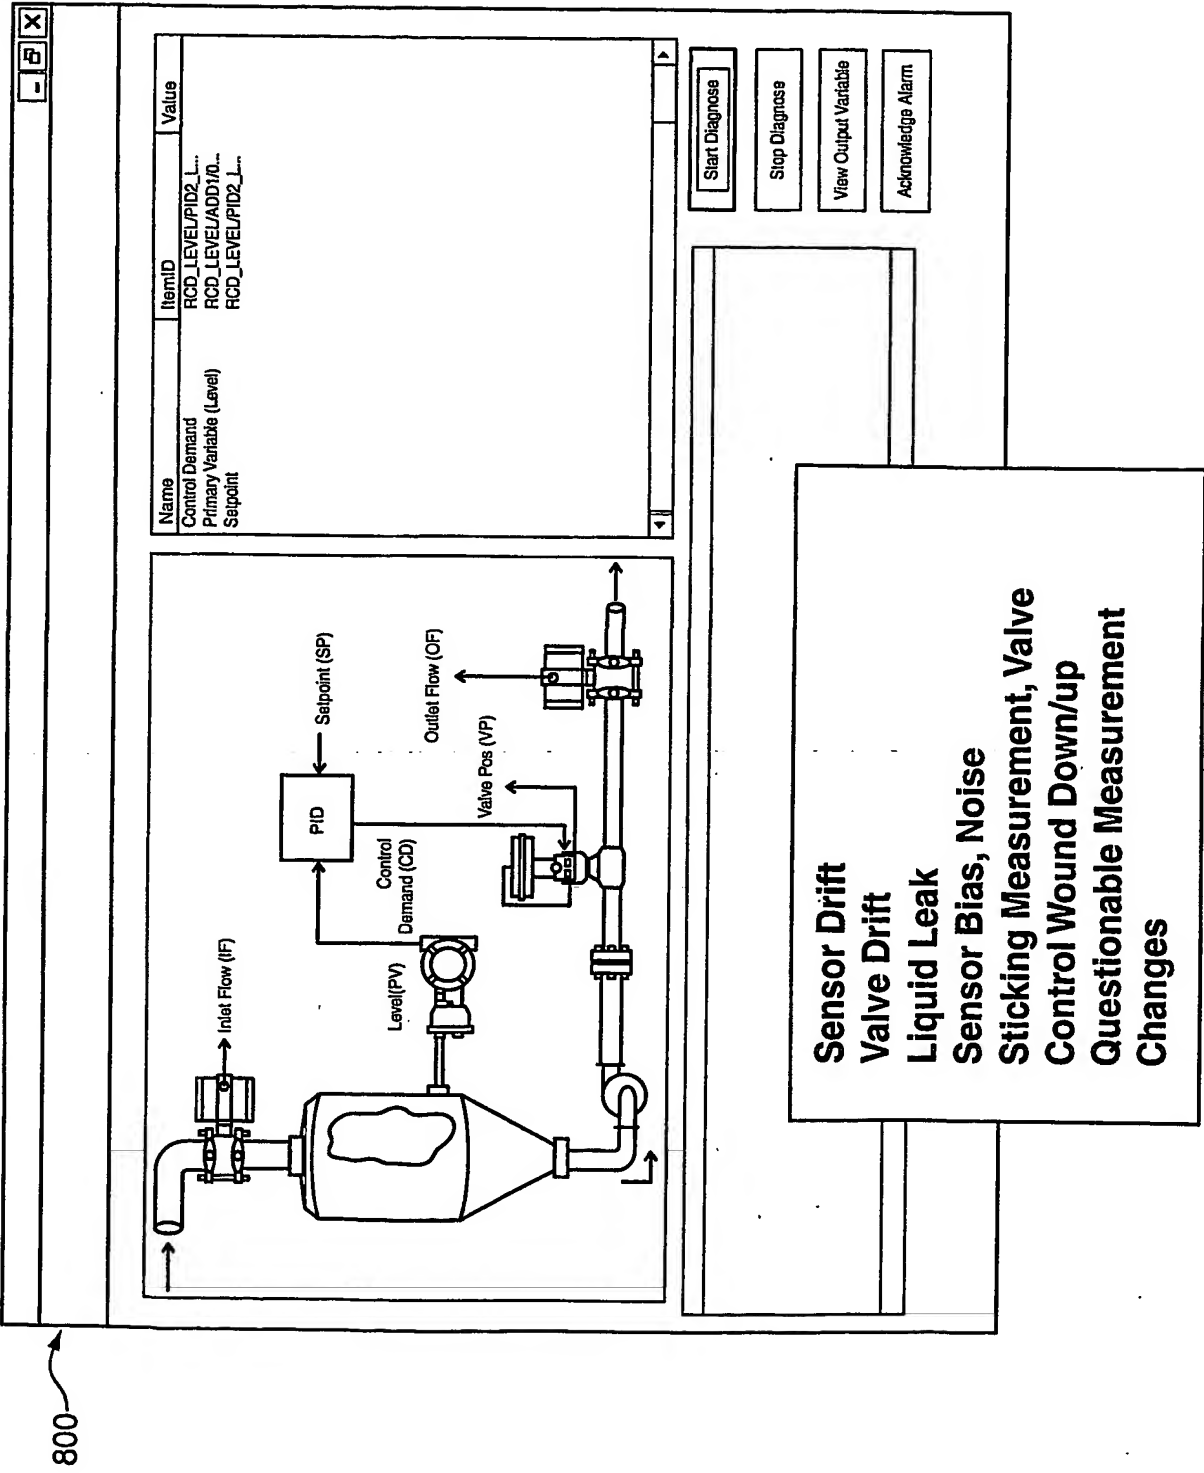 800
Name ItemID Value
Control Demand RCD_LEVEL/PID2_L...
Primary Variable (Level) RCD_LEVEL/ADD1/0...
Setpoint RCD_LEVEL/PID2_L...
Inlet Flow (IF)
Level(PV)
Control
Demand (CD)
PID
Setpoint (SP)
Valve Pos (VP)
Outlet Flow (OF)
Start Diagnose
Stop Diagnose
View Output Variable
Acknowledge Alarm
Sensor Drift
Valve Drift
Liquid Leak
Sensor Bias, Noise
Sticking Measurement, Valve
Control Wound Down/up
Questionable Measurement
Changes